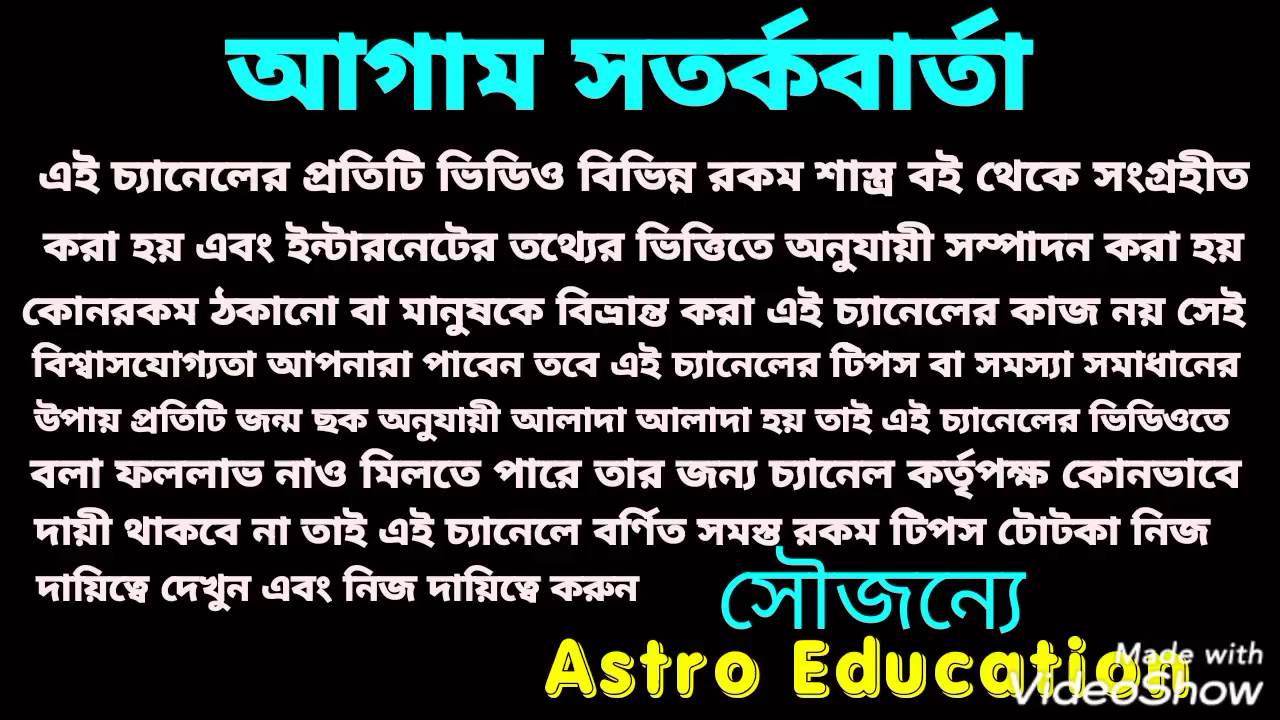 আগাম সতর্কবার্তা
এই চ্যানেলের প্রতিটি ভিডিও বিভিন্ন রকম শাস্ত্র বই থেকে সংগ্রহীত
করা হয় এবং ইন্টারনেটের তথ্যের ভিত্তিতে অনুযায়ী সম্পাদন করা হয়
কোনরকম ঠকানো বা মানুষকে বিভ্রান্ত করা এই চ্যানেলের কাজ নয় সেই
বিশ্বাসযোগ্যতা আপনারা পাবেন তবে এই চ্যানেলের টিপস বা সমস্যা সমাধানের
উপায় প্রতিটি জন্ম ছক অনুযায়ী আলাদা আলাদা হয় তাই এই চ্যানেলের ভিডিওতে
বলা ফললাভ নাও মিলতে পারে তার জন্য চ্যানেল কর্তৃপক্ষ কোনভাবে
দায়ী থাকবে না তাই এই চ্যানেলে বর্ণিত সমস্ত রকম টিপস টোটকা নিজ
দায়িত্বে দেখুন এবং নিজ দায়িত্বে করুন
সৌজন্যে
Astro Education
Made with
VideoShow